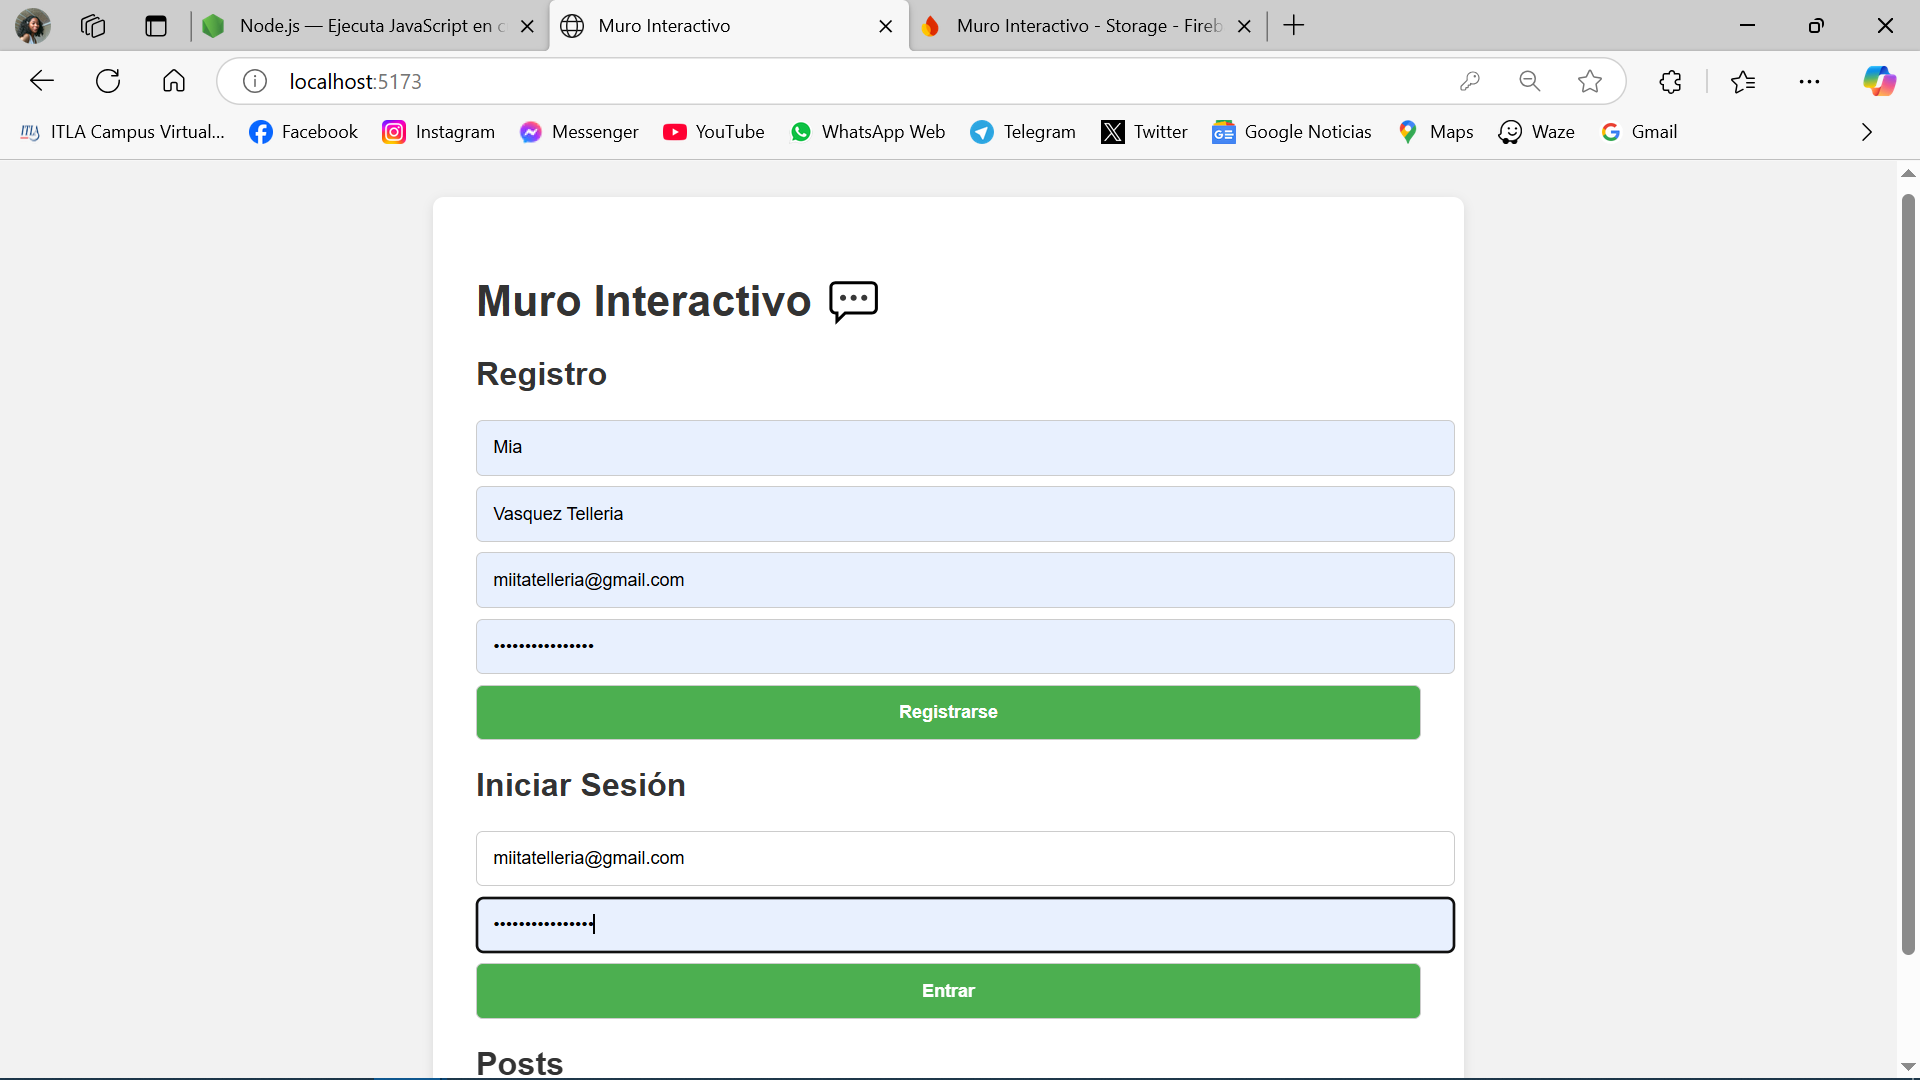 Node.js — Ejecuta JavaScript en c
Muro Interactivo
Muro Interactivo - Storage - Fireb
localhost:5173
ITLA Campus Virtual...
Facebook
Instagram
Messenger
YouTube
WhatsApp Web
Telegram
Twitter
Google Noticias
Maps
Waze
Gmail
Muro Interactivo
Registro
Mia
Vasquez Telleria
miitatelleria@gmail.com
••••••••••••••••
Registrarse
Iniciar Sesión
miitatelleria@gmail.com
••••••••••••••••
Entrar
Posts